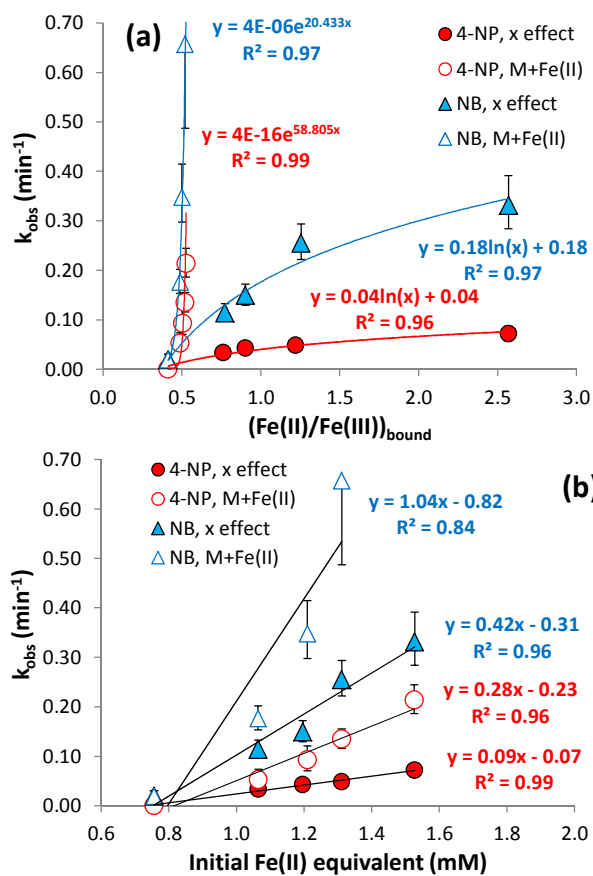 (a)
y = 4E-06e^20.433x
R² = 0.97
4-NP, x effect
4-NP, M+Fe(II)
NB, x effect
NB, M+Fe(II)
y = 4E-16e^58.805x
R² = 0.99
y = 0.18ln(x) + 0.18
R² = 0.97
y = 0.04ln(x) + 0.04
R² = 0.96
k_obs (min⁻¹)
0.70
0.60
0.50
0.40
0.30
0.20
0.10
0.00
0.0 0.5 1.0 1.5 2.0 2.5 3.0
(Fe(II)/Fe(III))_bound
(b)
4-NP, x effect
4-NP, M+Fe(II)
NB, x effect
NB, M+Fe(II)
y = 1.04x - 0.82
R² = 0.84
y = 0.42x - 0.31
R² = 0.96
y = 0.28x - 0.23
R² = 0.96
y = 0.09x - 0.07
R² = 0.99
k_obs (min⁻¹)
0.70
0.60
0.50
0.40
0.30
0.20
0.10
0.00
0.6 0.8 1.0 1.2 1.4 1.6 1.8 2.0
Initial Fe(II) equivalent (mM)